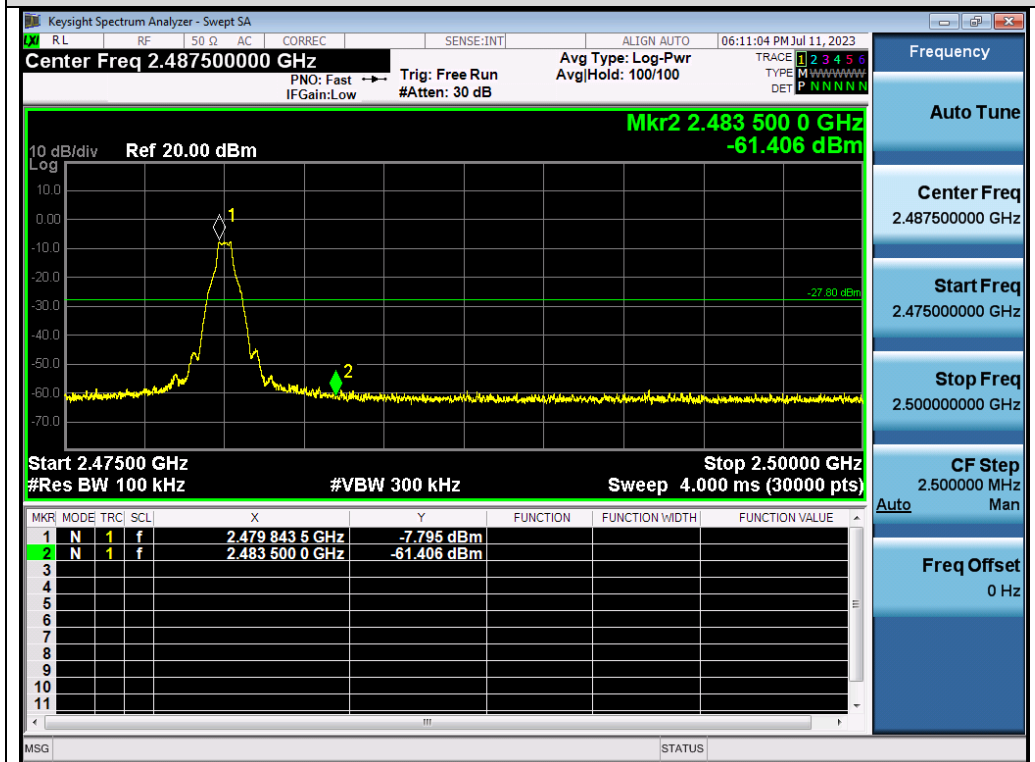 Keysight Spectrum Analyzer - Swept SA
LXI RL RF 50 Ω AC CORREC SENSE:INT ALIGN AUTO 06:11:04 PM Jul 11, 2023
Center Freq 2.487500000 GHz
PNO: Fast
IFGain:Low
Trig: Free Run
#Atten: 30 dB
Avg Type: Log-Pwr
Avg|Hold: 100/100
TRACE 1 2 3 4 5 6
TYPE M WWWWW
DET P N N N N N
Mkr2 2.483 500 0 GHz
-61.406 dBm
10 dB/div Ref 20.00 dBm
Log
10.0
0.00
-10.0
-20.0
-30.0
-40.0
-50.0
-60.0
-70.0
1
2
-27.80 dBm
Start 2.47500 GHz Stop 2.50000 GHz
#Res BW 100 kHz #VBW 300 kHz Sweep 4.000 ms (30000 pts)
MKR MODE TRC SCL X Y FUNCTION FUNCTION WIDTH FUNCTION VALUE
1 N 1 f 2.479 843 5 GHz -7.795 dBm
2 N 1 f 2.483 500 0 GHz -61.406 dBm
3
4
5
6
7
8
9
10
11
MSG STATUS
Frequency
Auto Tune
Center Freq
2.487500000 GHz
Start Freq
2.475000000 GHz
Stop Freq
2.500000000 GHz
CF Step
2.500000 MHz
Auto Man
Freq Offset
0 Hz